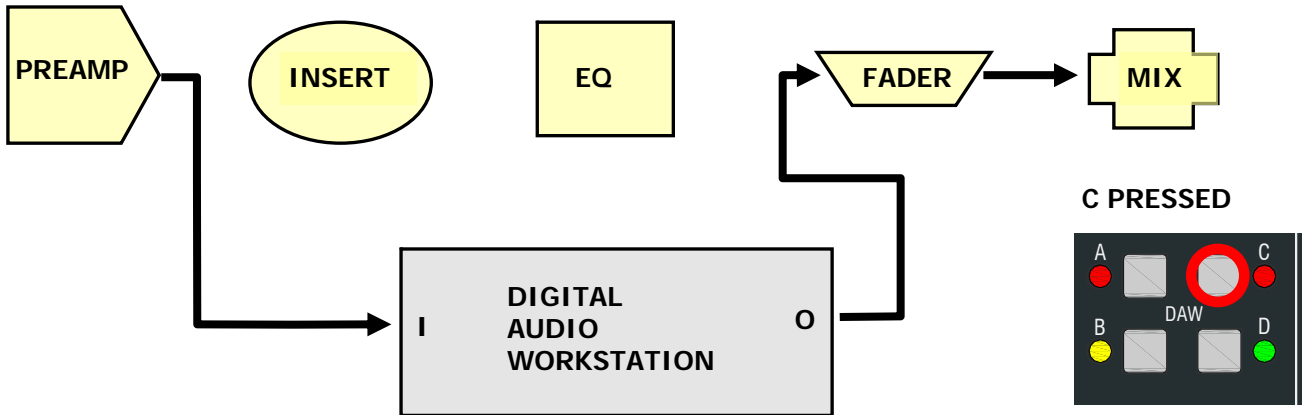 PREAMP
INSERT
EQ
FADER
MIX
C PRESSED
A
C
DAW
B
D
I
DIGITAL
AUDIO
WORKSTATION
O